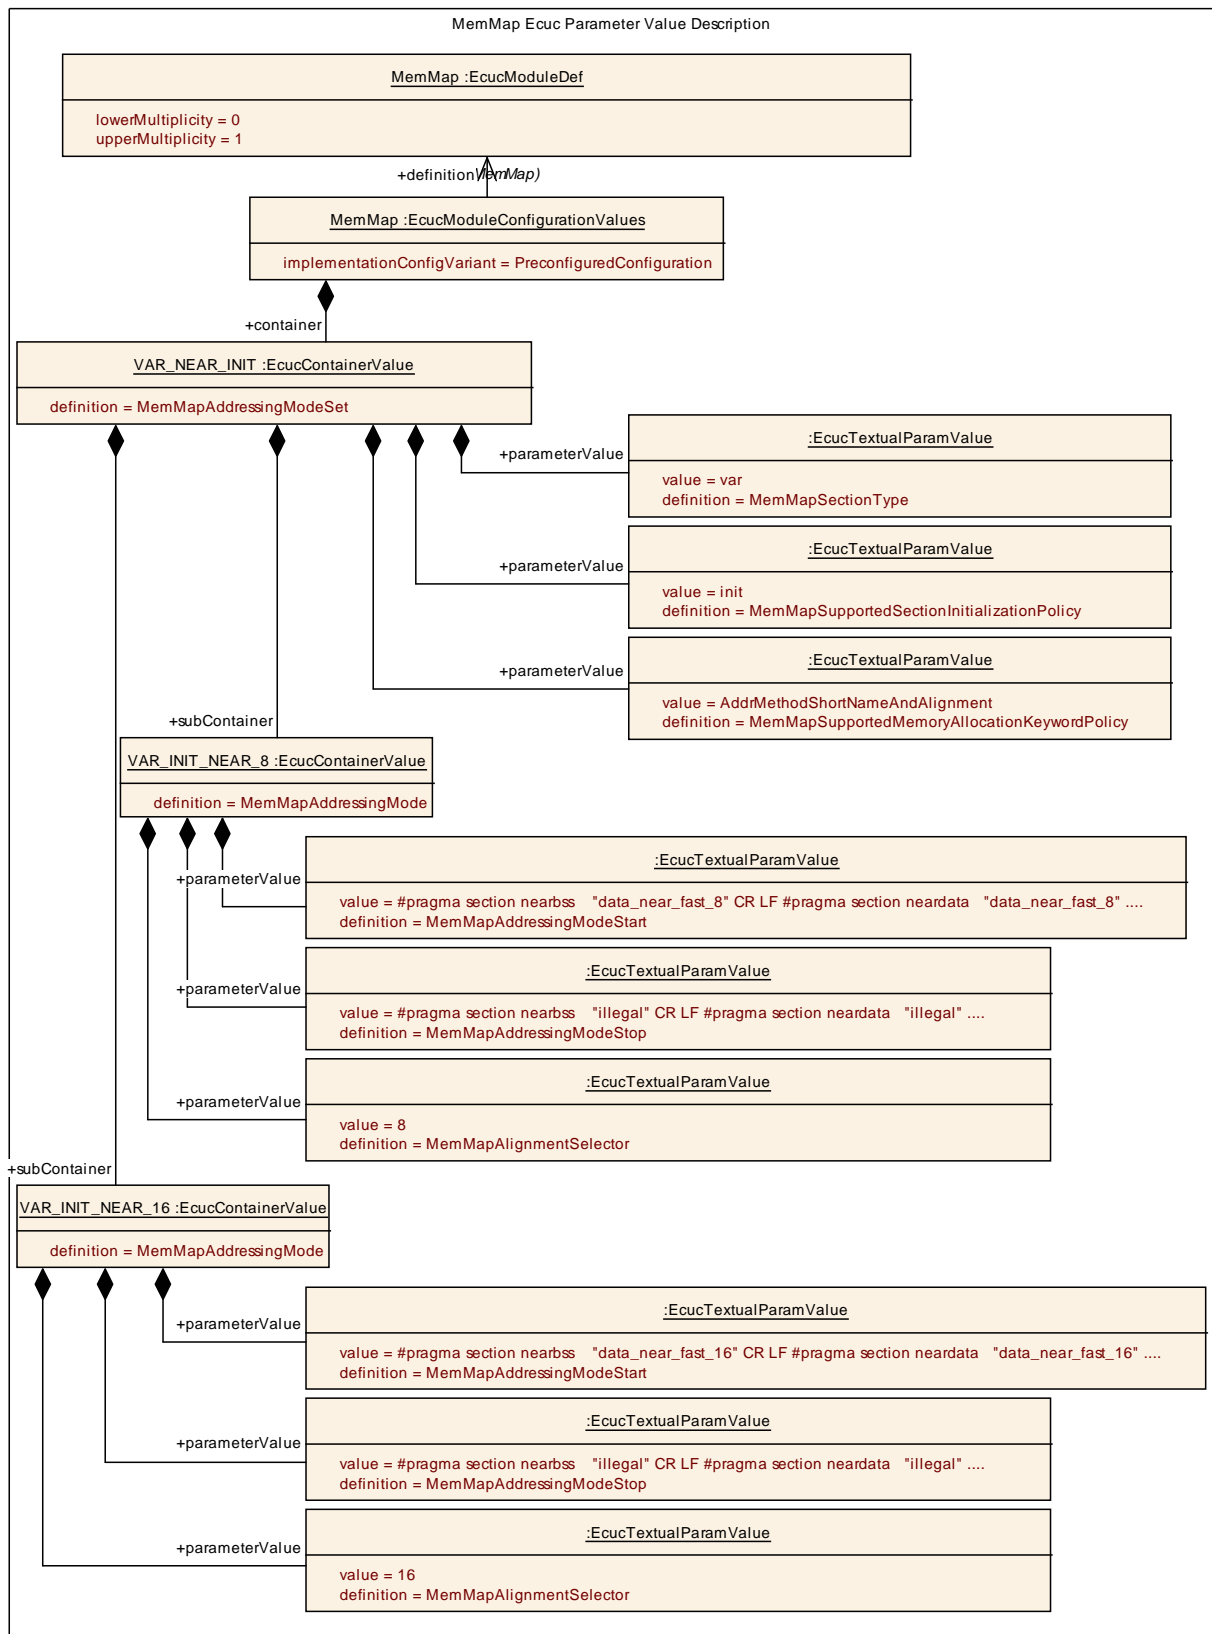 MemMap Ecuc Parameter Value Description
MemMap :EcucModuleDef
lowerMultiplicity = 0
upperMultiplicity = 1
+definition
MemMap)
MemMap :EcucModuleConfigurationValues
implementationConfigVariant = PreconfiguredConfiguration
+container
VAR_NEAR_INIT :EcucContainerValue
definition = MemMapAddressingModeSet
:EcucTextualParamValue
+parameterValue
value = var
definition = MemMapSectionType
:EcucTextualParamValue
+parameterValue
value = init
definition = MemMapSupportedSectionInitializationPolicy
:EcucTextualParamValue
+parameterValue
value = AddrMethodShortNameAndAlignment
definition = MemMapSupportedMemoryAllocationKeywordPolicy
+subContainer
VAR_INIT_NEAR_8 :EcucContainerValue
definition = MemMapAddressingMode
:EcucTextualParamValue
+parameterValue
value = #pragma section nearbss   "data_near_fast_8" CR LF #pragma section neardata   "data_near_fast_8" ....
definition = MemMapAddressingModeStart
:EcucTextualParamValue
+parameterValue
value = #pragma section nearbss   "illegal" CR LF #pragma section neardata   "illegal" ....
definition = MemMapAddressingModeStop
:EcucTextualParamValue
+parameterValue
value = 8
definition = MemMapAlignmentSelector
+subContainer
VAR_INIT_NEAR_16 :EcucContainerValue
definition = MemMapAddressingMode
:EcucTextualParamValue
+parameterValue
value = #pragma section nearbss   "data_near_fast_16" CR LF #pragma section neardata   "data_near_fast_16" ....
definition = MemMapAddressingModeStart
:EcucTextualParamValue
+parameterValue
value = #pragma section nearbss   "illegal" CR LF #pragma section neardata   "illegal" ....
definition = MemMapAddressingModeStop
:EcucTextualParamValue
+parameterValue
value = 16
definition = MemMapAlignmentSelector